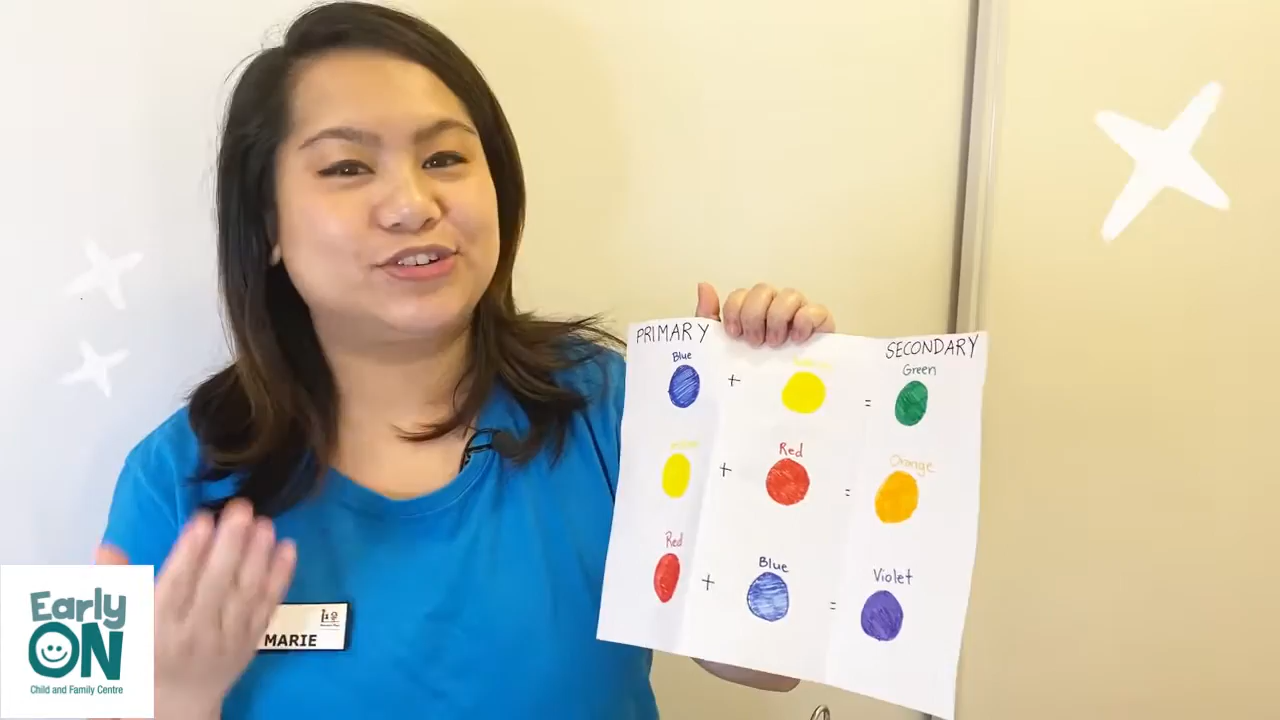 PRIMARY
SECONDARY
Blue
+
=
Green
+
Red
=
Orange
Red
+
Blue
=
Violet
MARIE
Early
ON
Child and Family Centre